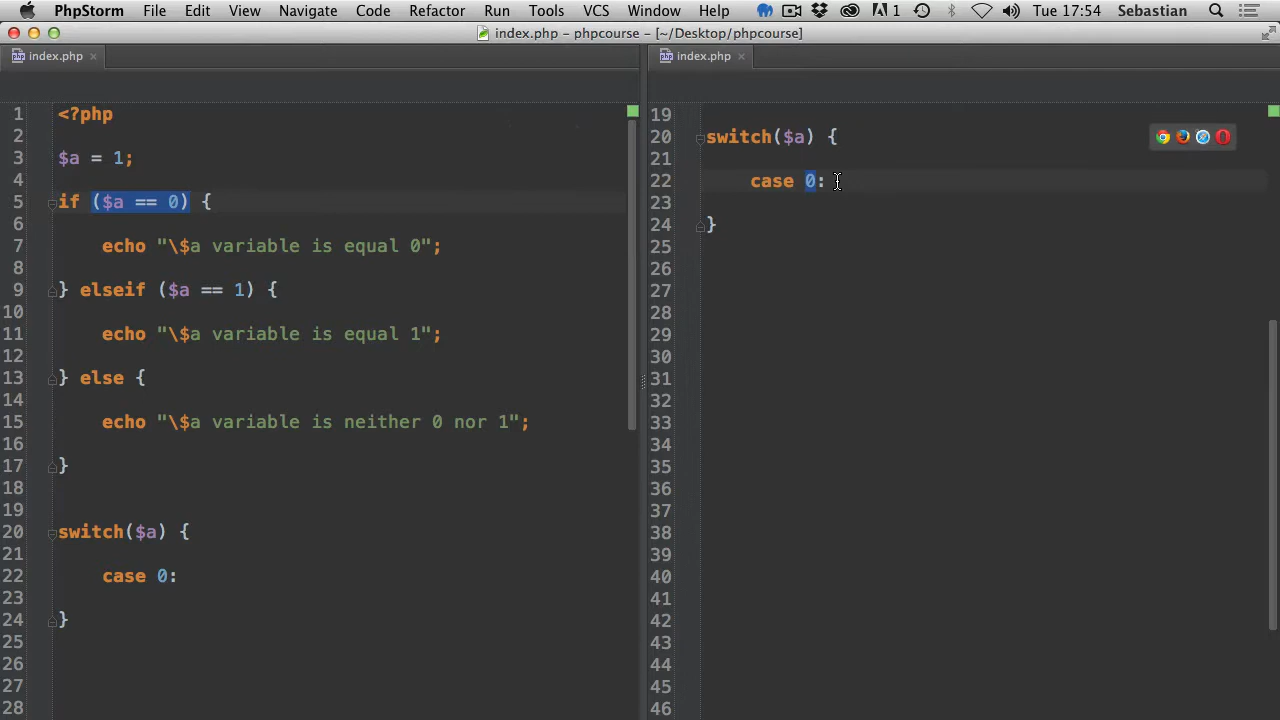 PhpStorm File Edit View Navigate Code Refactor Run Tools VCS Window Help 1 Tue 17:54 Sebastian
index.php – phpcourse – [~/Desktop/phpcourse]
index.php
1 <?php
2
3 $a = 1;
4
5 if ($a == 0) {
6
7 echo "\$a variable is equal 0";
8
9 } elseif ($a == 1) {
10
11 echo "\$a variable is equal 1";
12
13 } else {
14
15 echo "\$a variable is neither 0 nor 1";
16
17 }
18
19
20 switch($a) {
21
22 case 0:
23
24 }
25
26
27
28
index.php
19
20 switch($a) {
21
22 case 0:
23
24 }
25
26
27
28
29
30
31
32
33
34
35
36
37
38
39
40
41
42
43
44
45
46